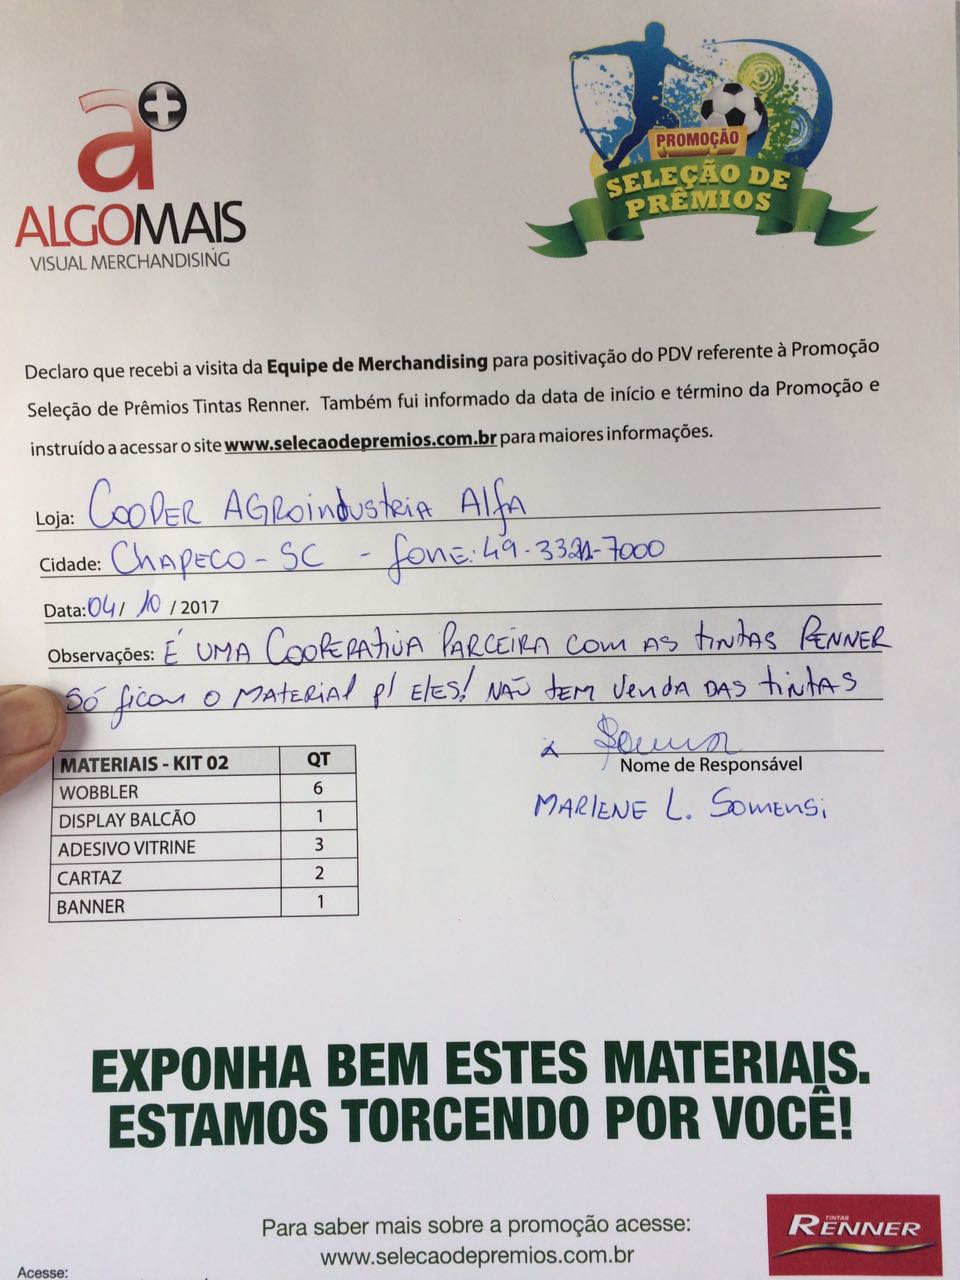 a+
ALGOMAIS
VISUAL MERCHANDISING
PROMOÇÃO
SELEÇÃO DE
PRÊMIOS
Declaro que recebi a visita da Equipe de Merchandising para positivação do PDV referente à Promoção
Seleção de Prêmios Tintas Renner. Também fui informado da data de início e término da Promoção e
instruído a acessar o site www.selecaodepremios.com.br para maiores informações.
Loja: COOPER AGROindustRIA Alfa
Cidade: CHAPECO - SC - fone: 49-3321-7000
Data: 04/ 10 / 2017
Observações: É UMA COOPERATIVA PARCEIRA COM AS tINtAS RENNER
Só ficou o MATERIAL p/ ELES! NÃO TEM VENDA DAS tINtAS
x
Nome de Responsável
MARLENE L. SOMENSi
MATERIAIS - KIT 02 QT
WOBBLER 6
DISPLAY BALCÃO 1
ADESIVO VITRINE 3
CARTAZ 2
BANNER 1
EXPONHA BEM ESTES MATERIAIS.
ESTAMOS TORCENDO POR VOCÊ!
Para saber mais sobre a promoção acesse:
www.selecaodepremios.com.br
TINTAS
RENNER
Acesse: